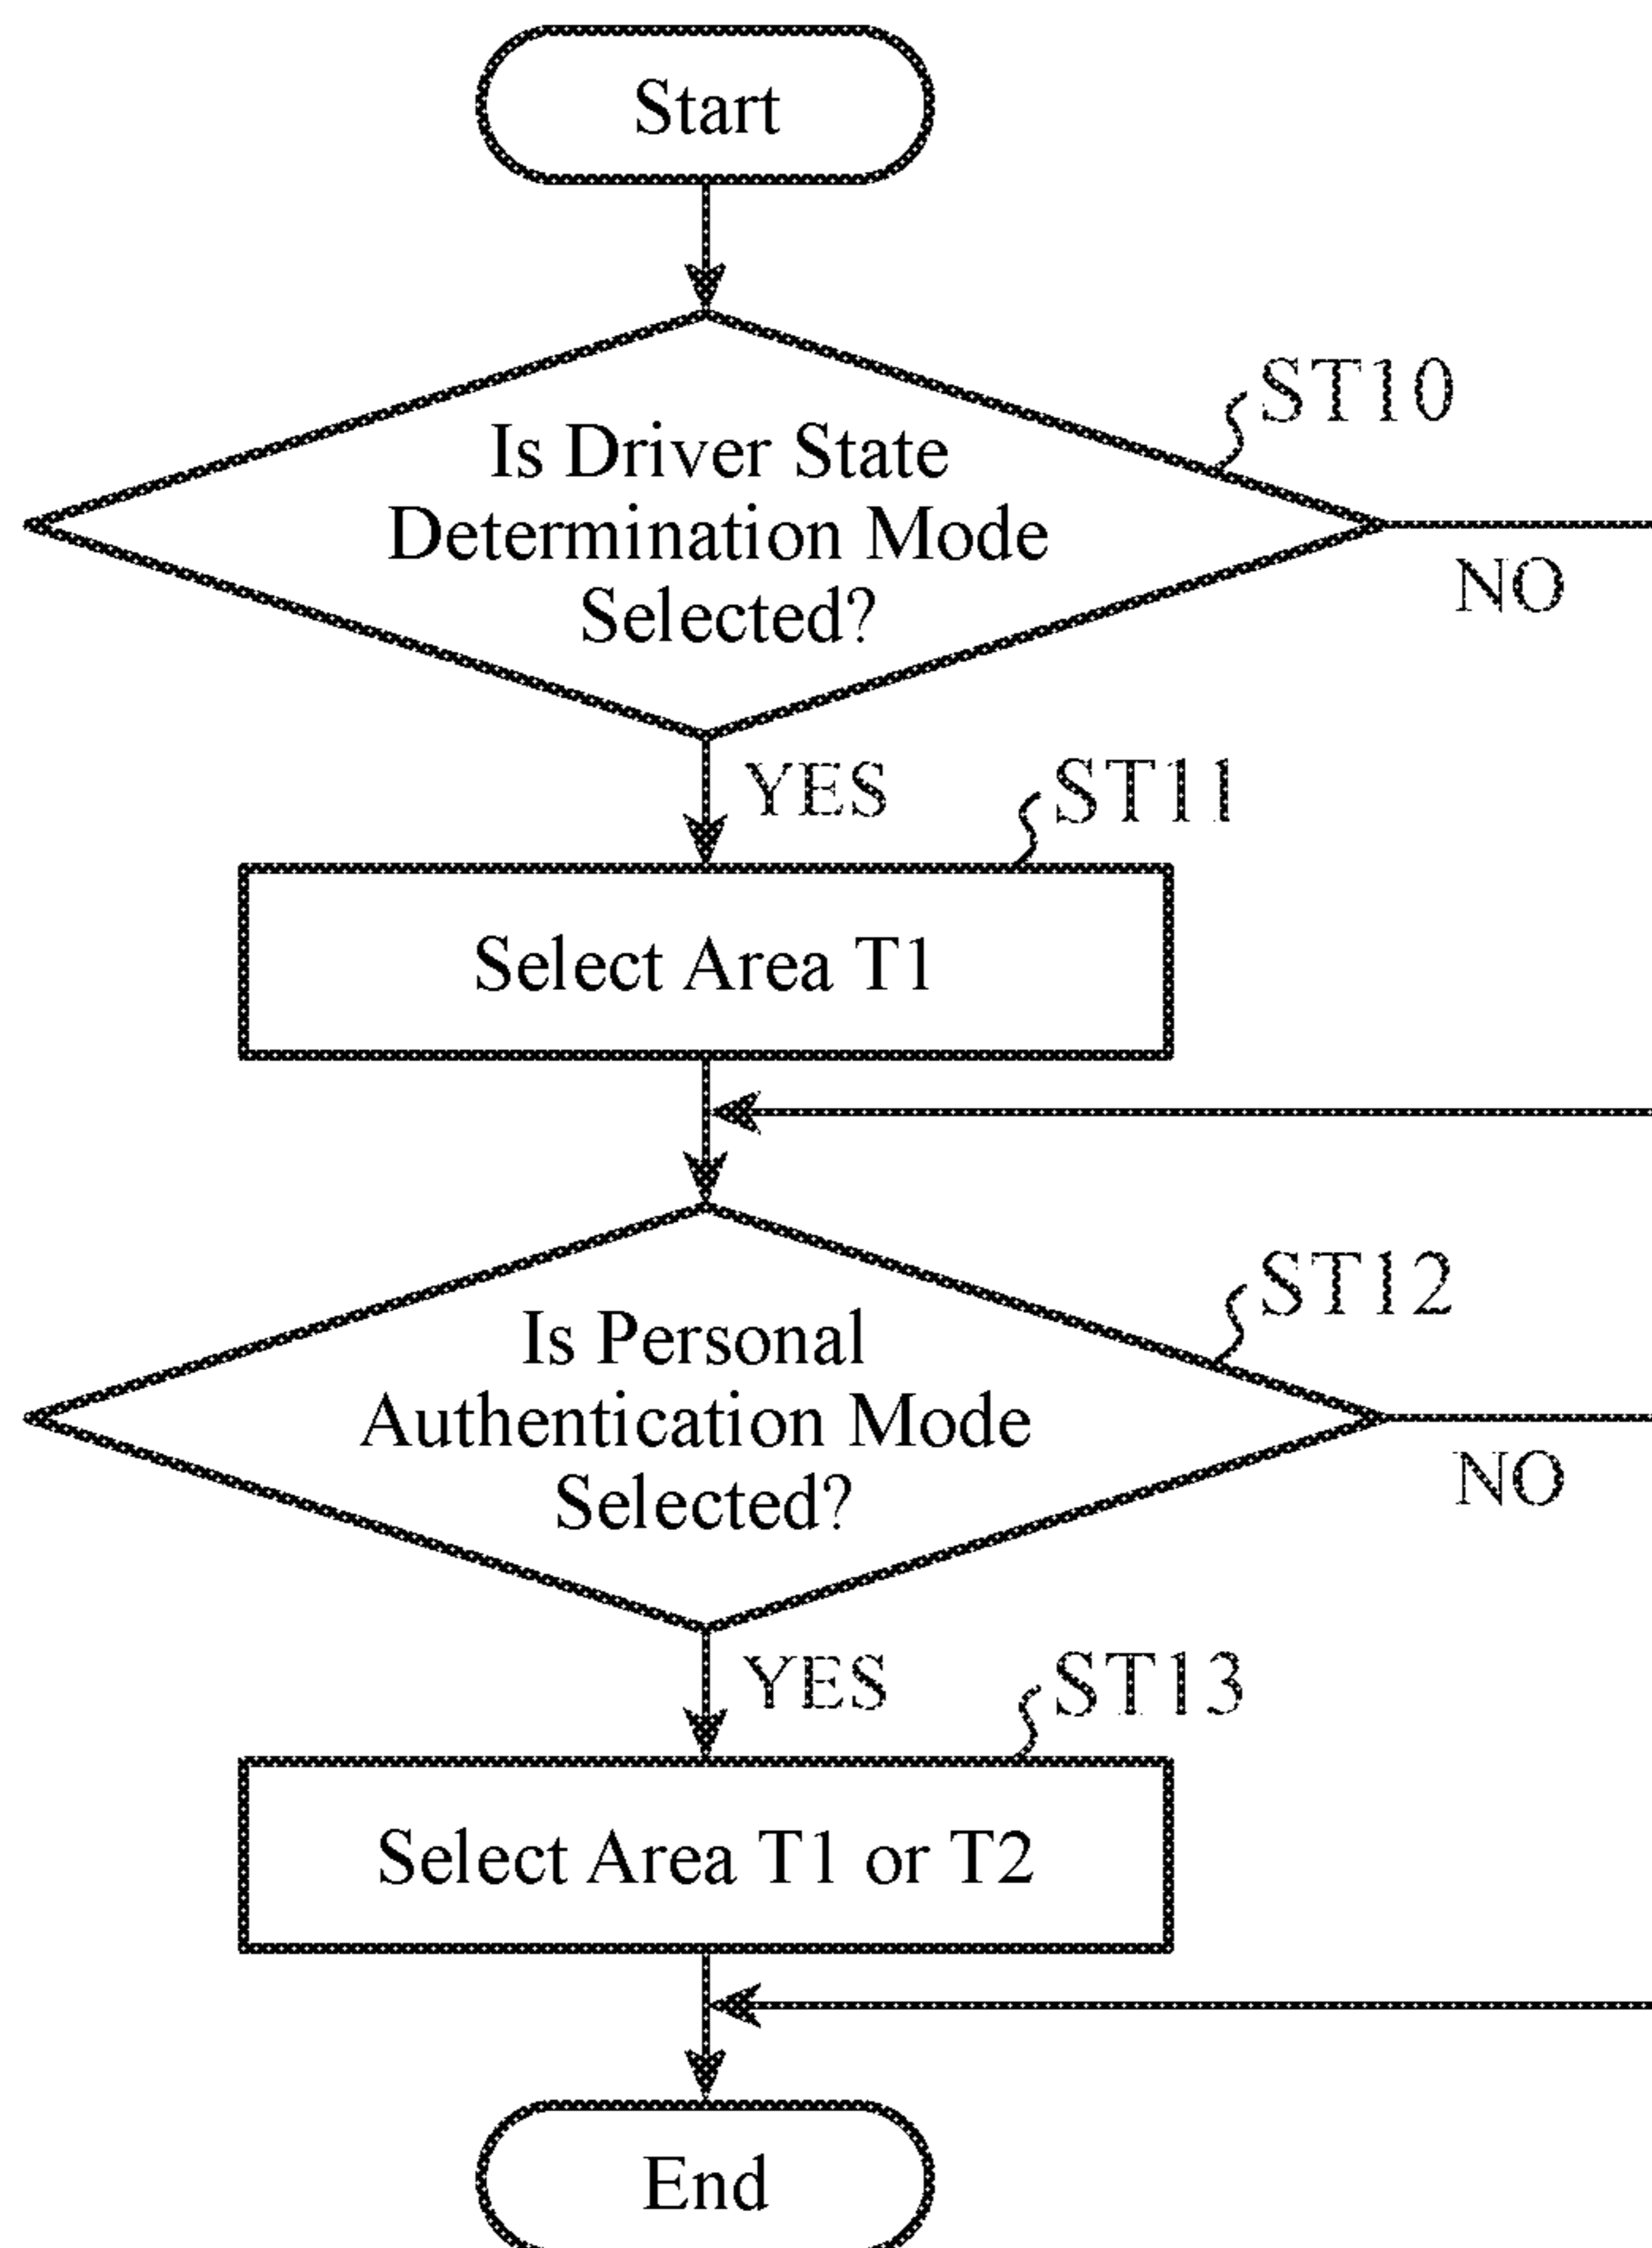 Start
ST10
Is Driver State
Determination Mode
Selected?
NO
YES
ST11
Select Area T1
ST12
Is Personal
Authentication Mode
Selected?
NO
YES
ST13
Select Area T1 or T2
End